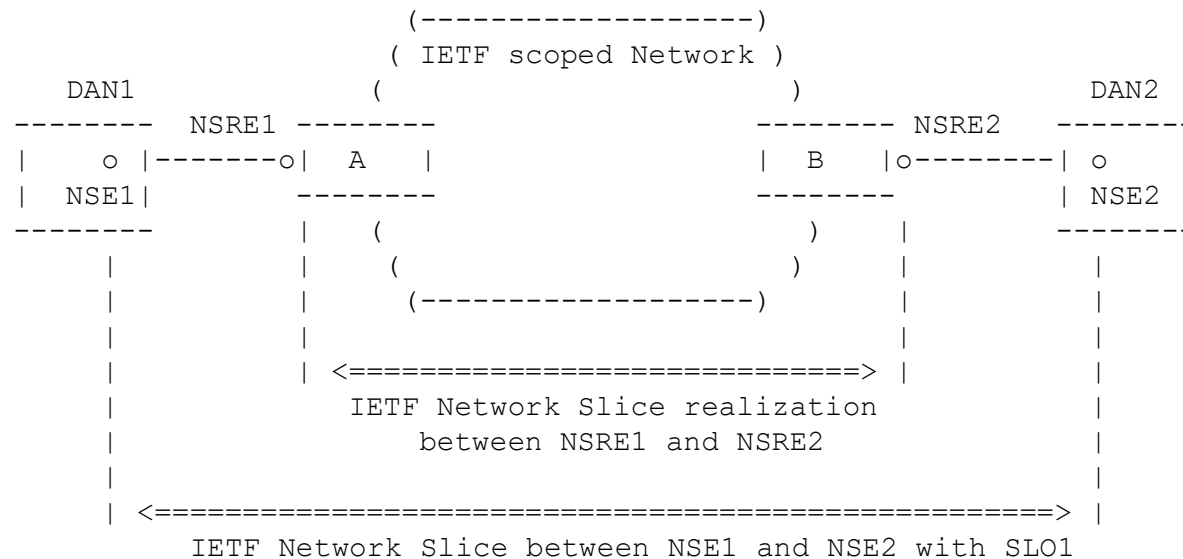 IETF scoped Network
DAN1 DAN2
NSRE1 NSRE2
o o A B o o
NSE1 NSE2
IETF Network Slice realization
between NSRE1 and NSRE2
IETF Network Slice between NSE1 and NSE2 with SLO1